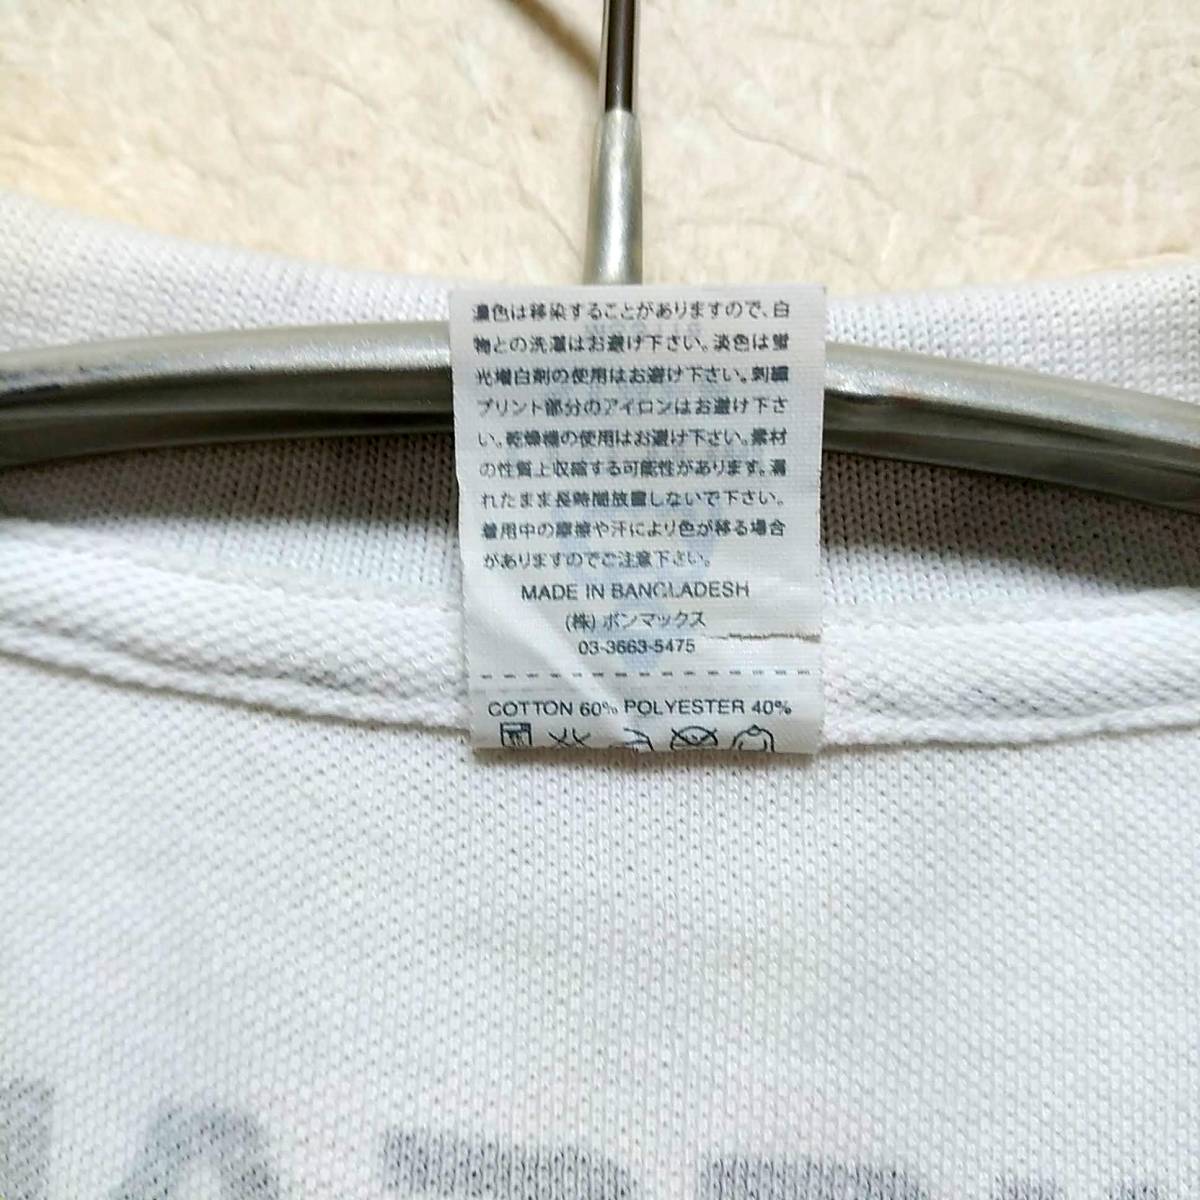 濃色は移染することがありますので、白
物との洗濯はお避け下さい。淡色は蛍
光増白剤の使用はお避け下さい。刺繍
プリント部分のアイロンはお避け下さ
い。乾燥機の使用はお避け下さい。素材
の性質上収縮する可能性があります。濡
れたまま長時間放置しないで下さい。
着用中の摩擦や汗により色が移る場合
がありますのでご注意下さい。
MADE IN BANGLADESH
(株)ボンマックス
03-3663-5475
COTTON 60% POLYESTER 40%